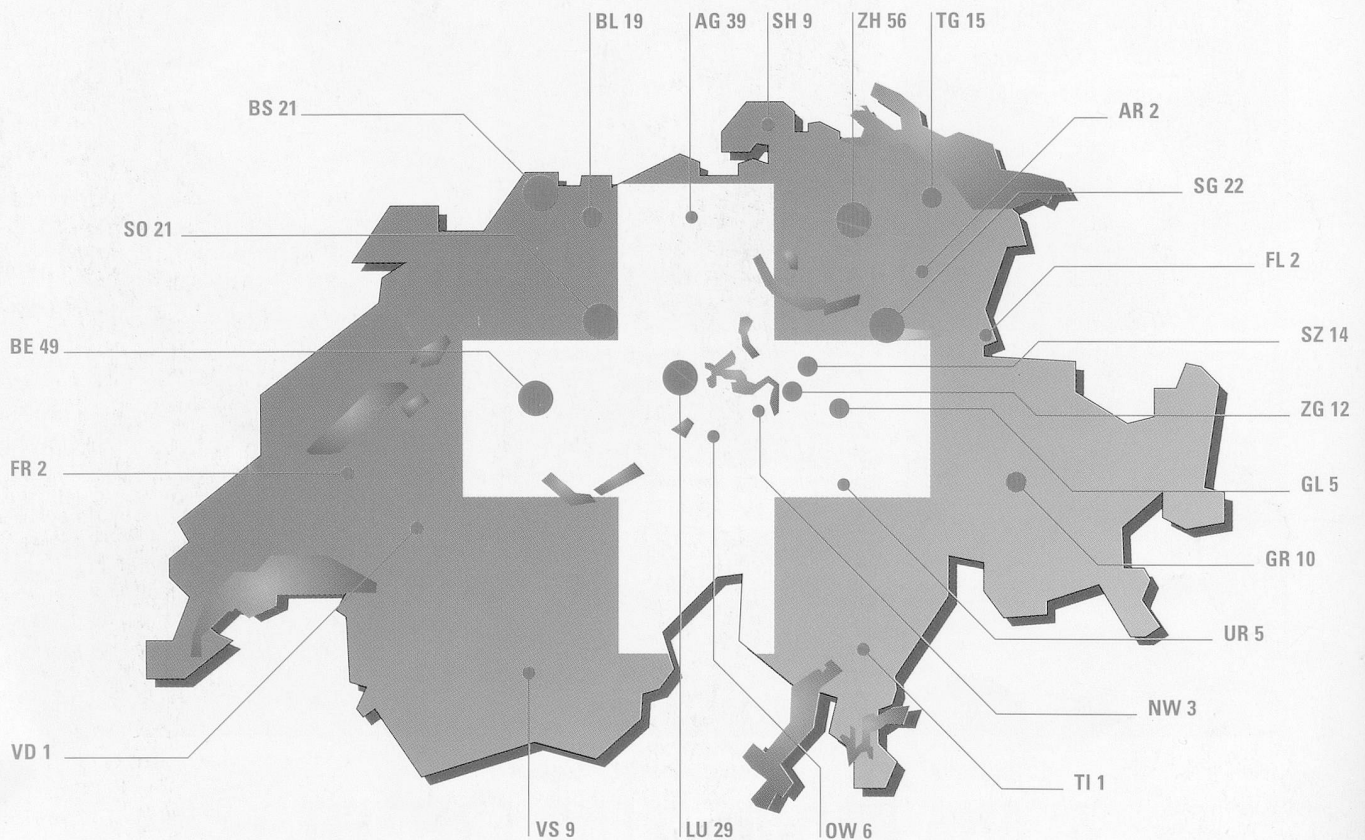 BL 19
AG 39
SH 9
ZH 56
TG 15
BS 21
AR 2
SG 22
SO 21
FL 2
SZ 14
BE 49
ZG 12
FR 2
GL 5
GR 10
UR 5
NW 3
VD 1
TI 1
VS 9
LU 29
OW 6